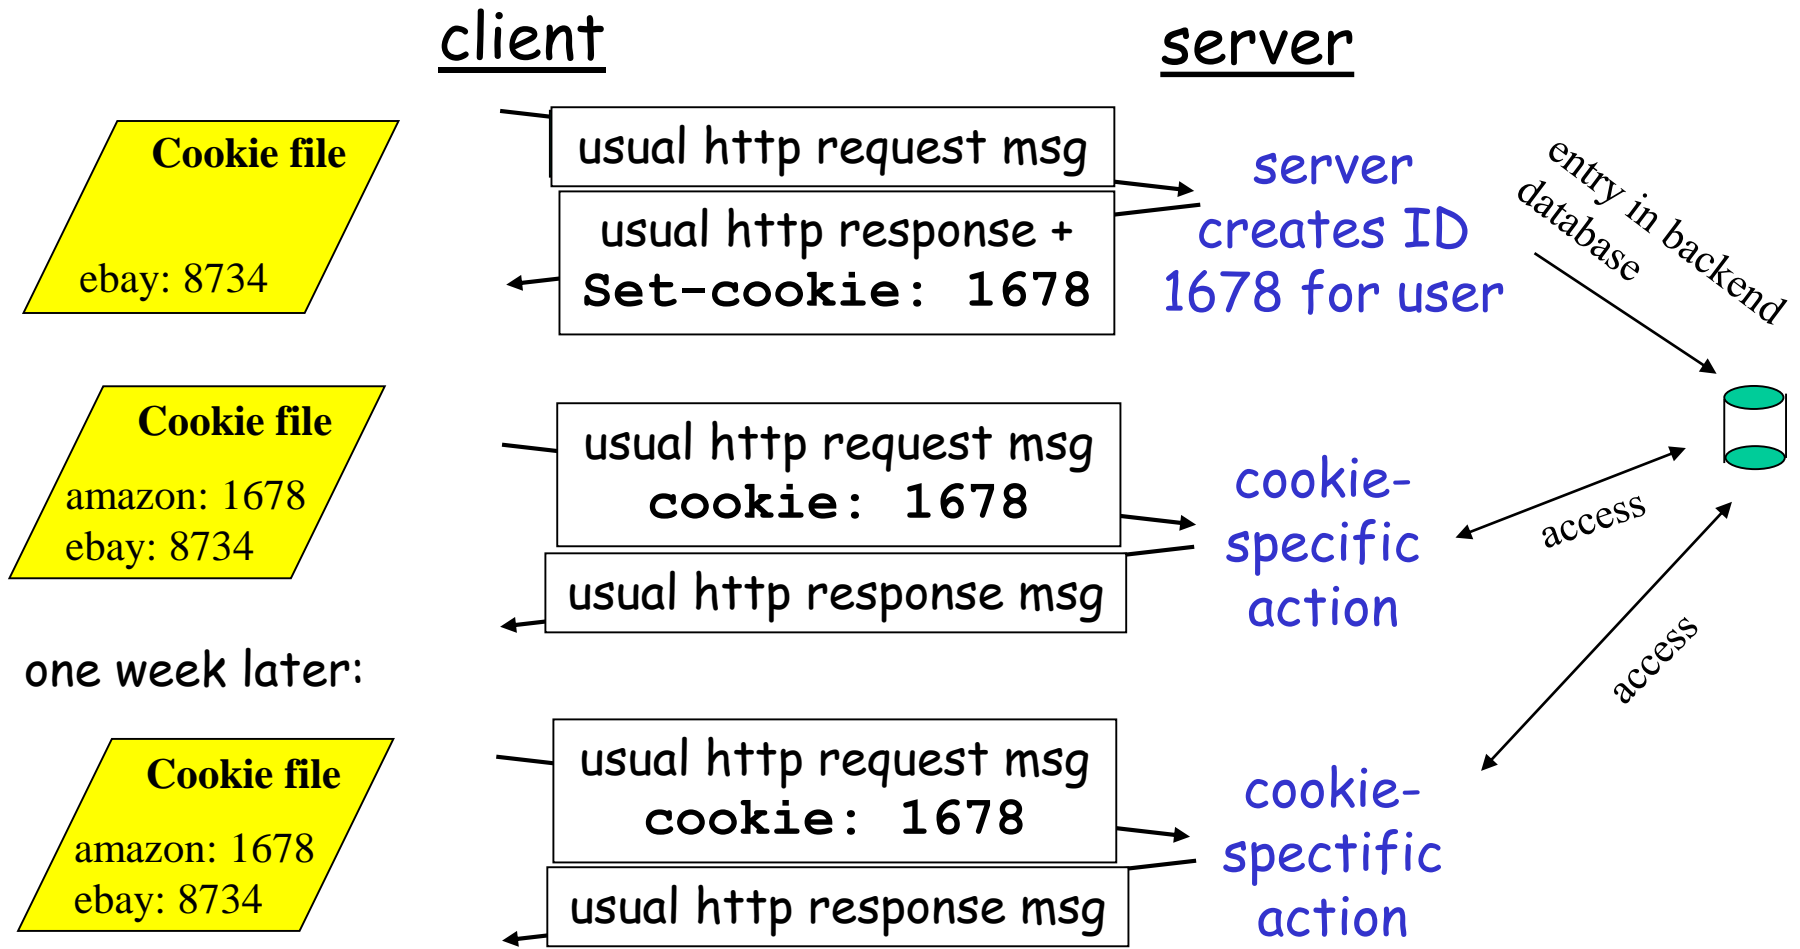 client
server
Cookie file
ebay: 8734
usual http request msg
usual http response +
Set-cookie: 1678
server
creates ID
1678 for user
entry in backend
database
Cookie file
amazon: 1678
ebay: 8734
usual http request msg
cookie: 1678
usual http response msg
cookie-
specific
action
access
access
one week later:
Cookie file
amazon: 1678
ebay: 8734
usual http request msg
cookie: 1678
usual http response msg
cookie-
spectific
action